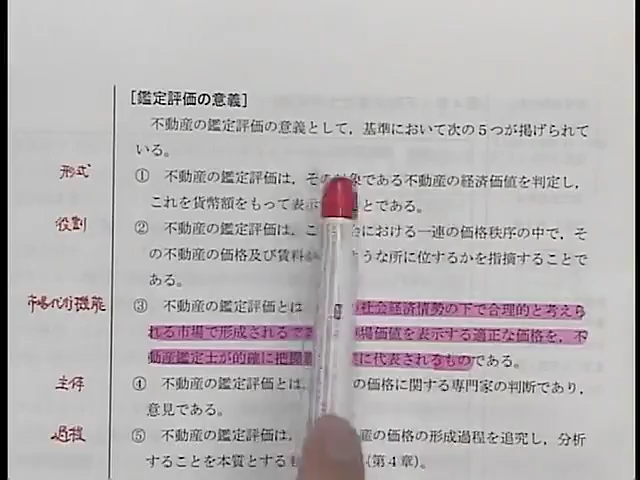 [鑑定評価の意義]
不動産の鑑定評価の意義として，基準において次の５つが掲げられて
いる。
形式
① 不動産の鑑定評価は，その対象である不動産の経済価値を判定し，
これを貨幣額をもって表示 とである。
役割
② 不動産の鑑定評価は，こ 会における一連の価格秩序の中で，そ
の不動産の価格及び賃料 ような所に位するかを指摘することで
ある。
市場代行機能
③ 不動産の鑑定評価とは 社会経済情勢の下で合理的と考えら
れる市場で形成されるで 場価値を表示する適正な価格を，不
動産鑑定士が的確に把握 に代表されるものである。
主体
④ 不動産の鑑定評価とは， の価格に関する専門家の判断であり，
意見である。
過程
⑤ 不動産の鑑定評価は， 産の価格の形成過程を追究し，分析
することを本質とする (第４章)。